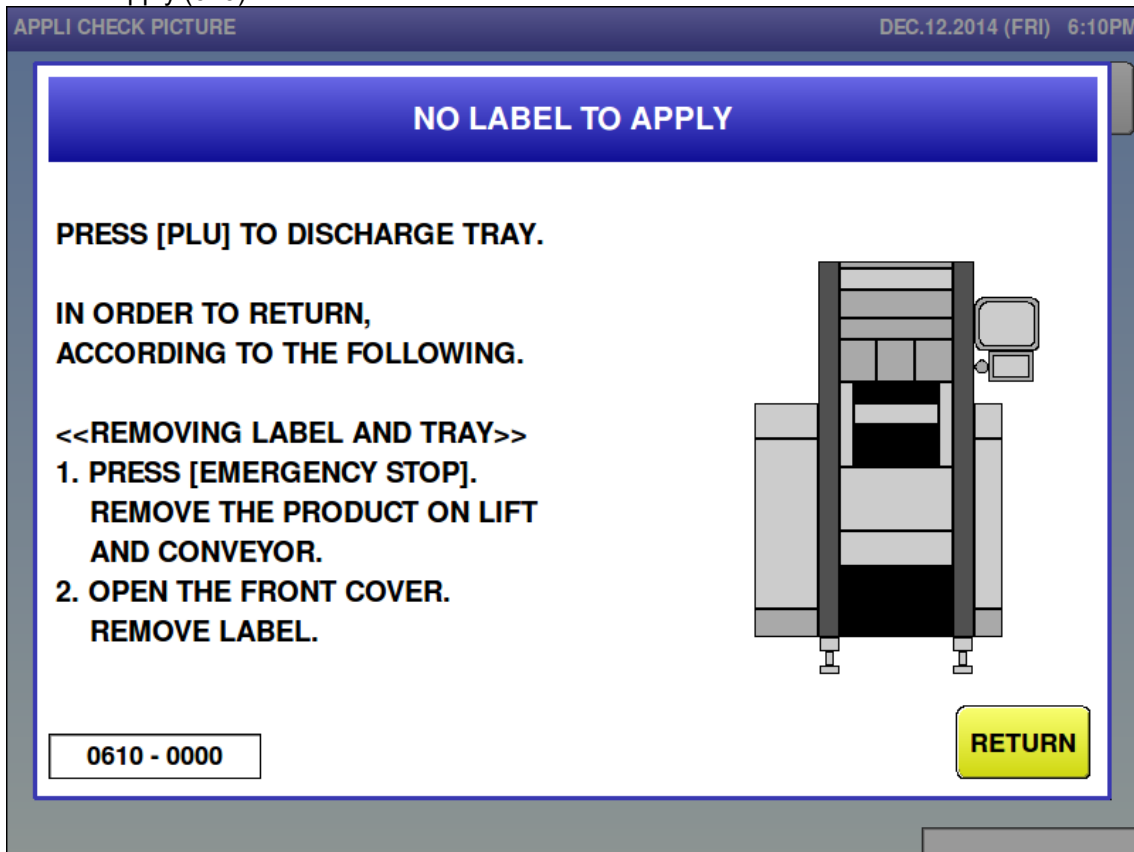 APPLI CHECK PICTURE DEC.12.2014 (FRI) 6:10PM
NO LABEL TO APPLY
PRESS [PLU] TO DISCHARGE TRAY.
IN ORDER TO RETURN,
ACCORDING TO THE FOLLOWING.
<<REMOVING LABEL AND TRAY>>
1. PRESS [EMERGENCY STOP].
REMOVE THE PRODUCT ON LIFT
AND CONVEYOR.
2. OPEN THE FRONT COVER.
REMOVE LABEL.
0610 - 0000
RETURN